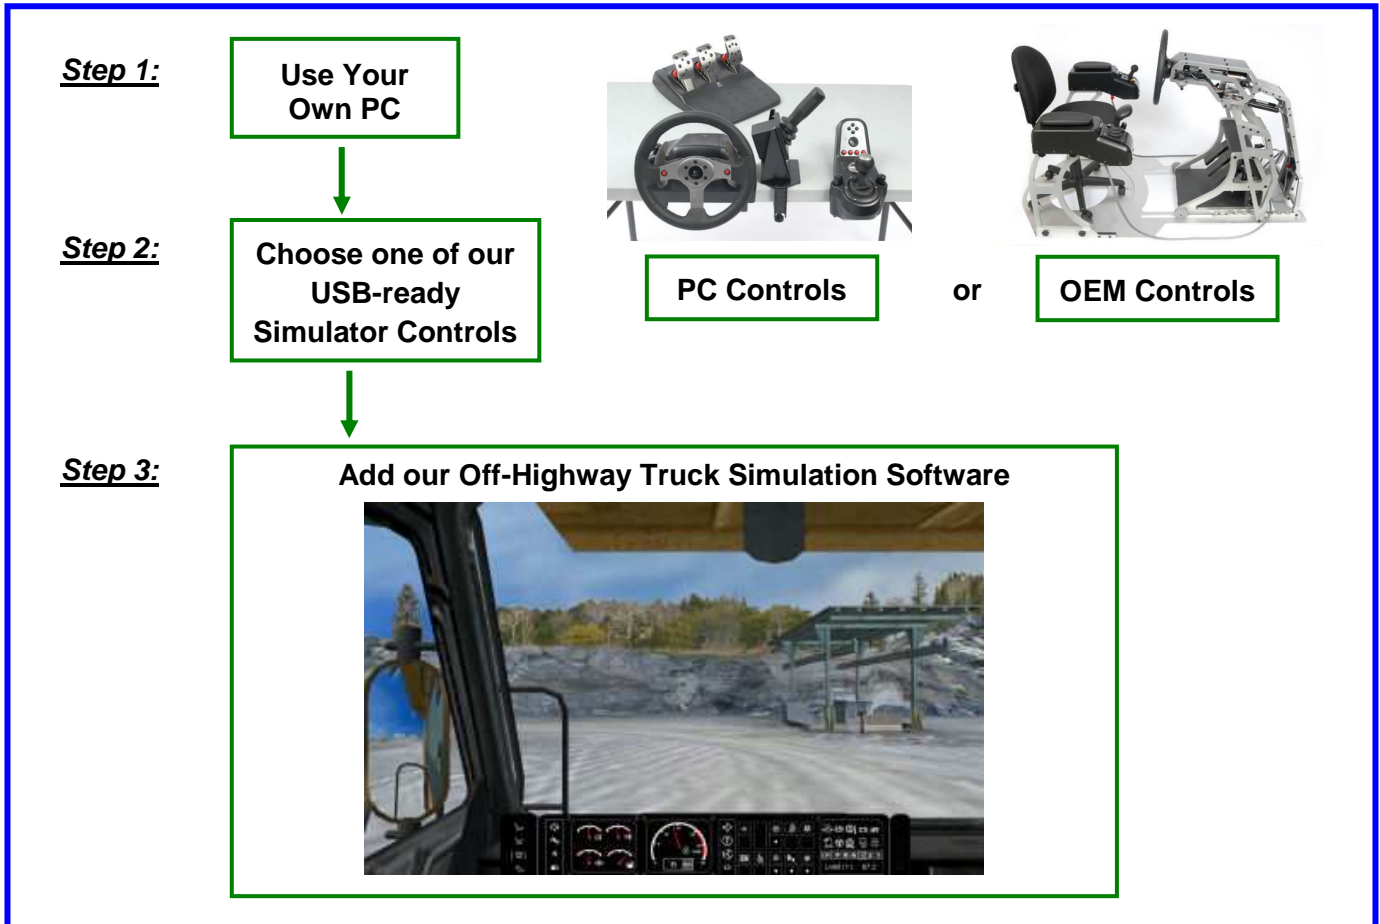 Step 1:
Use Your
Own PC
Step 2:
Choose one of our
USB-ready
Simulator Controls
PC Controls
or
OEM Controls
Step 3:
Add our Off-Highway Truck Simulation Software